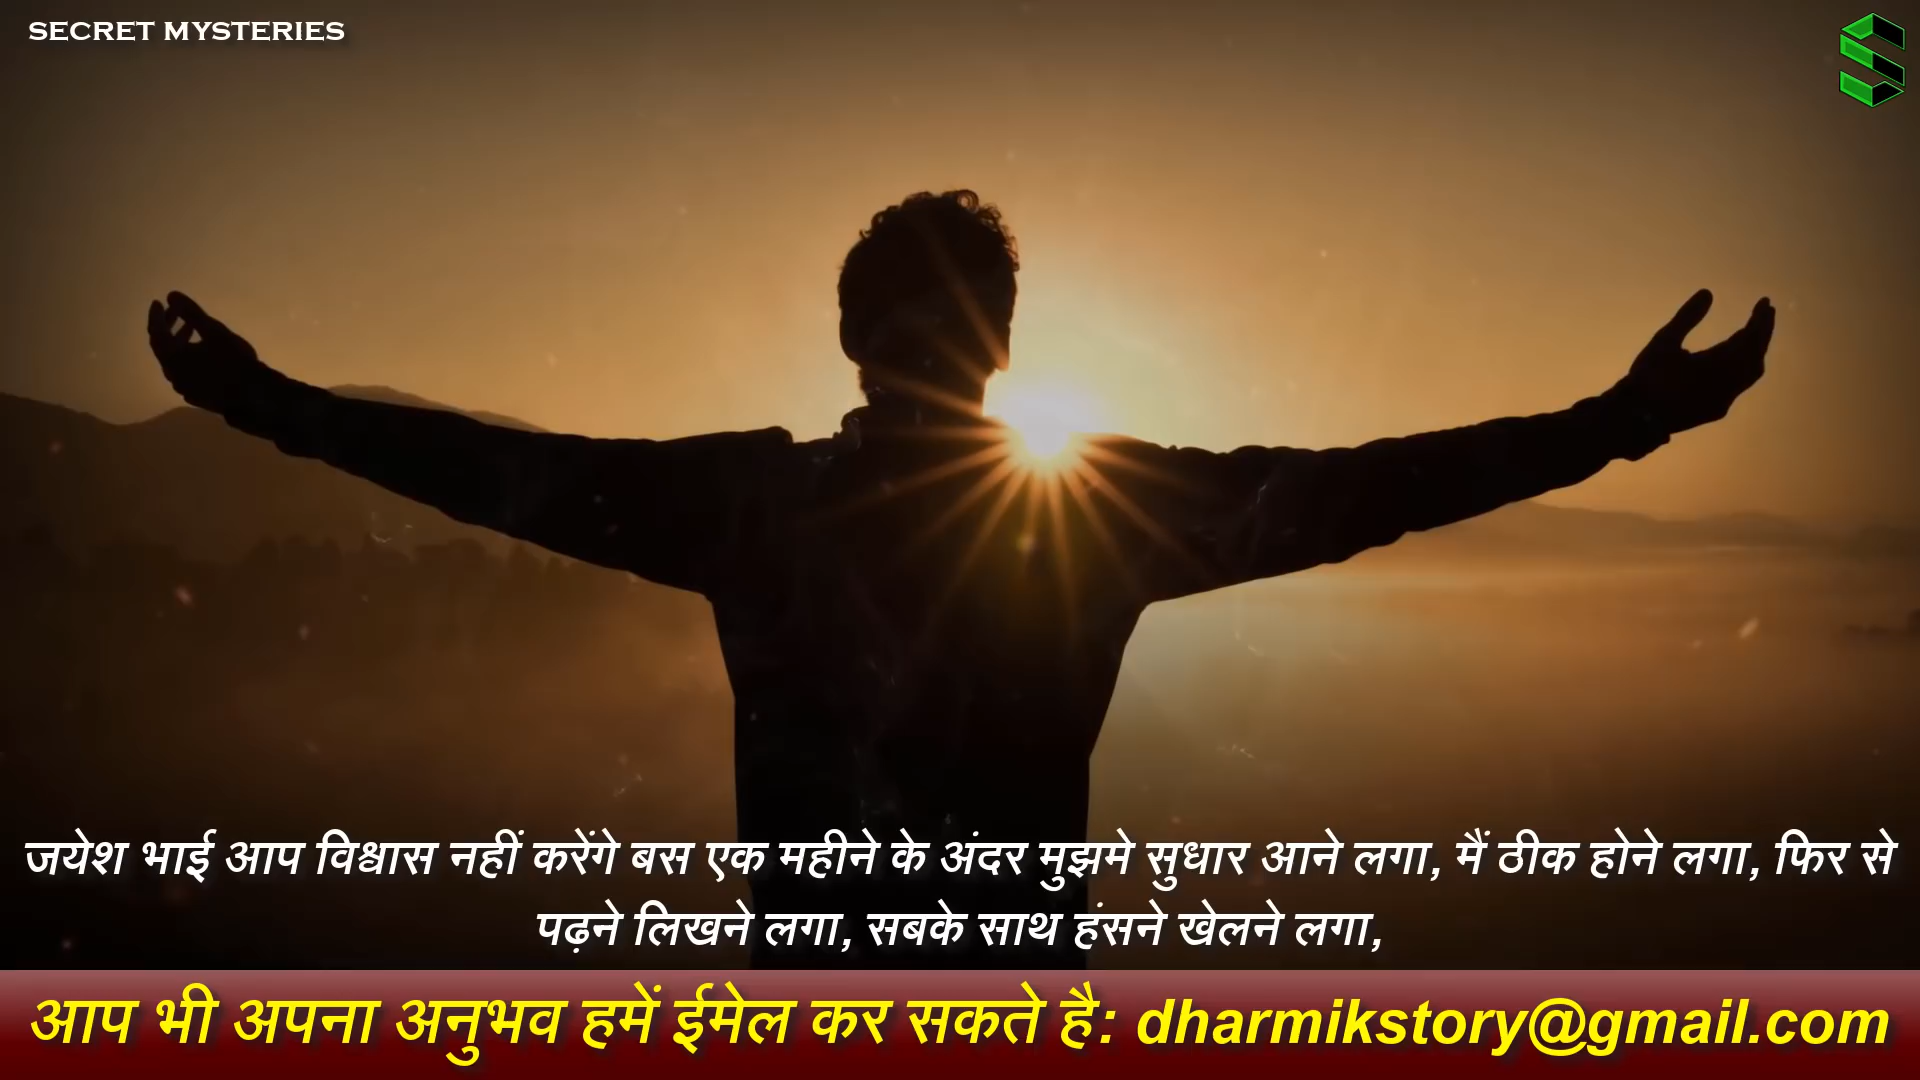 SECRET MYSTERIES
जयेश भाई आप विश्वास नहीं करेंगे बस एक महीने के अंदर मुझमे सुधार आने लगा, मैं ठीक होने लगा, फिर से
पढ़ने लिखने लगा, सबके साथ हंसने खेलने लगा,
आप भी अपना अनुभव हमें ईमेल कर सकते है: dharmikstory@gmail.com